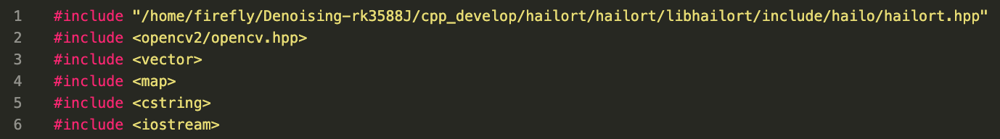 1 #include "/home/firefly/Denoising-rk3588J/cpp_develop/hailort/hailort/libhailort/include/hailo/hailort.hpp"
2 #include <opencv2/opencv.hpp>
3 #include <vector>
4 #include <map>
5 #include <cstring>
6 #include <iostream>